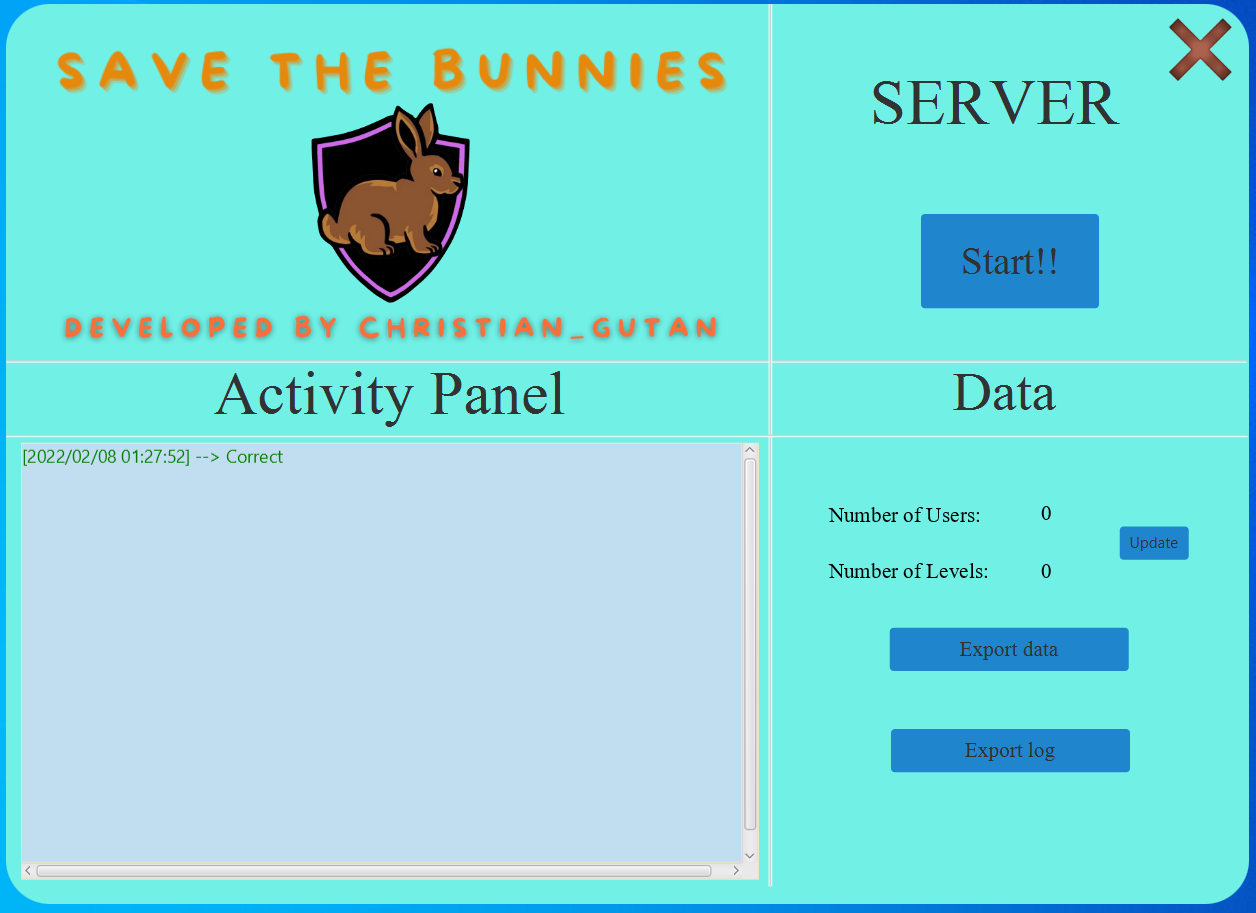 SAVE THE BUNNIES
DEVELOPED BY CHRISTIAN_GUTAN
SERVER
Start!!
Activity Panel
Data
[2022/02/08 01:27:52] --> Correct
Number of Users: 0
Update
Number of Levels: 0
Export data
Export log